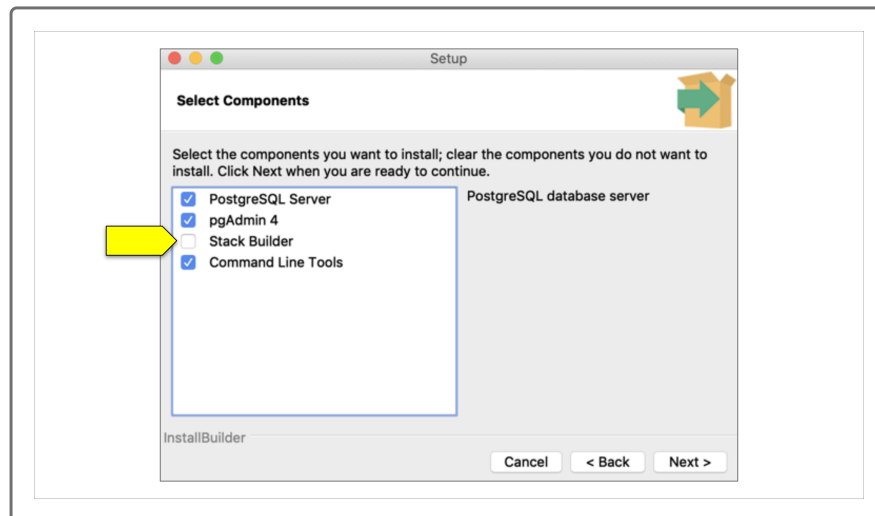 Setup
Select Components
Select the components you want to install; clear the components you do not want to
install. Click Next when you are ready to continue.
PostgreSQL Server
pgAdmin 4
Stack Builder
Command Line Tools
PostgreSQL database server
InstallBuilder
Cancel
< Back
Next >